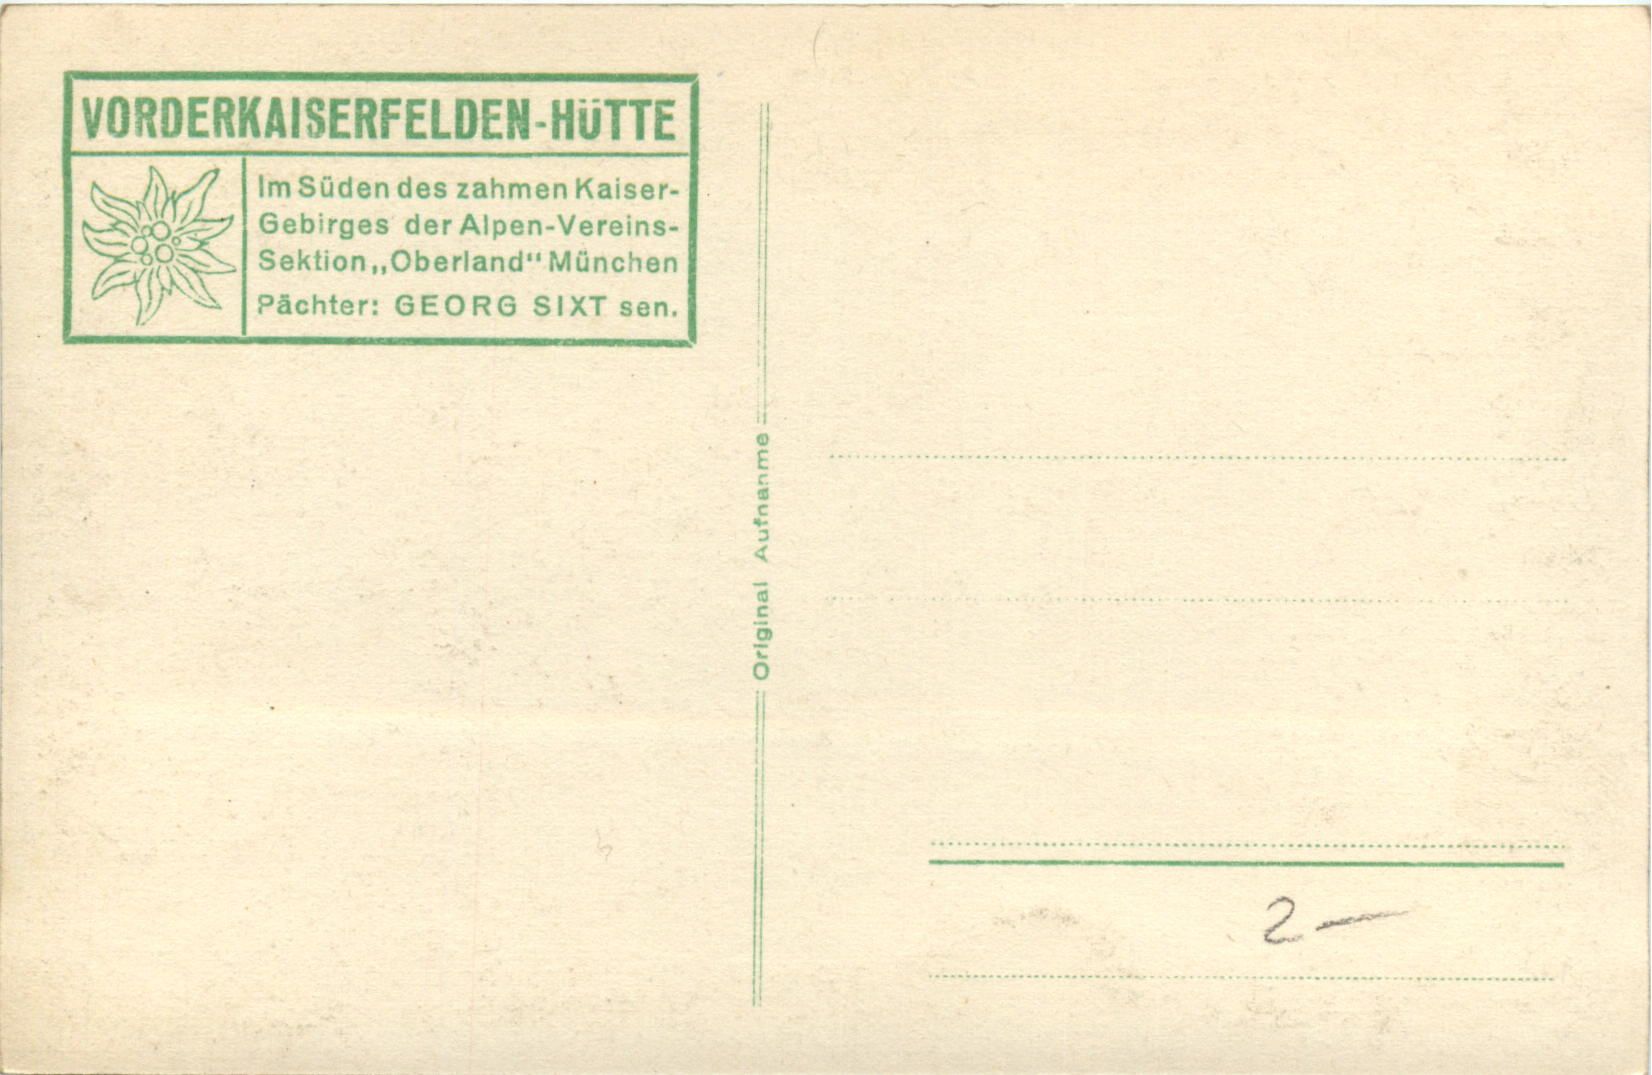 VORDERKAISERFELDEN-HÜTTE
Im Süden des zahmen Kaiser-
Gebirges der Alpen-Vereins-
Sektion „Oberland“ München
Pächter: GEORG SIXT sen.
Original Aufnahme
2 —